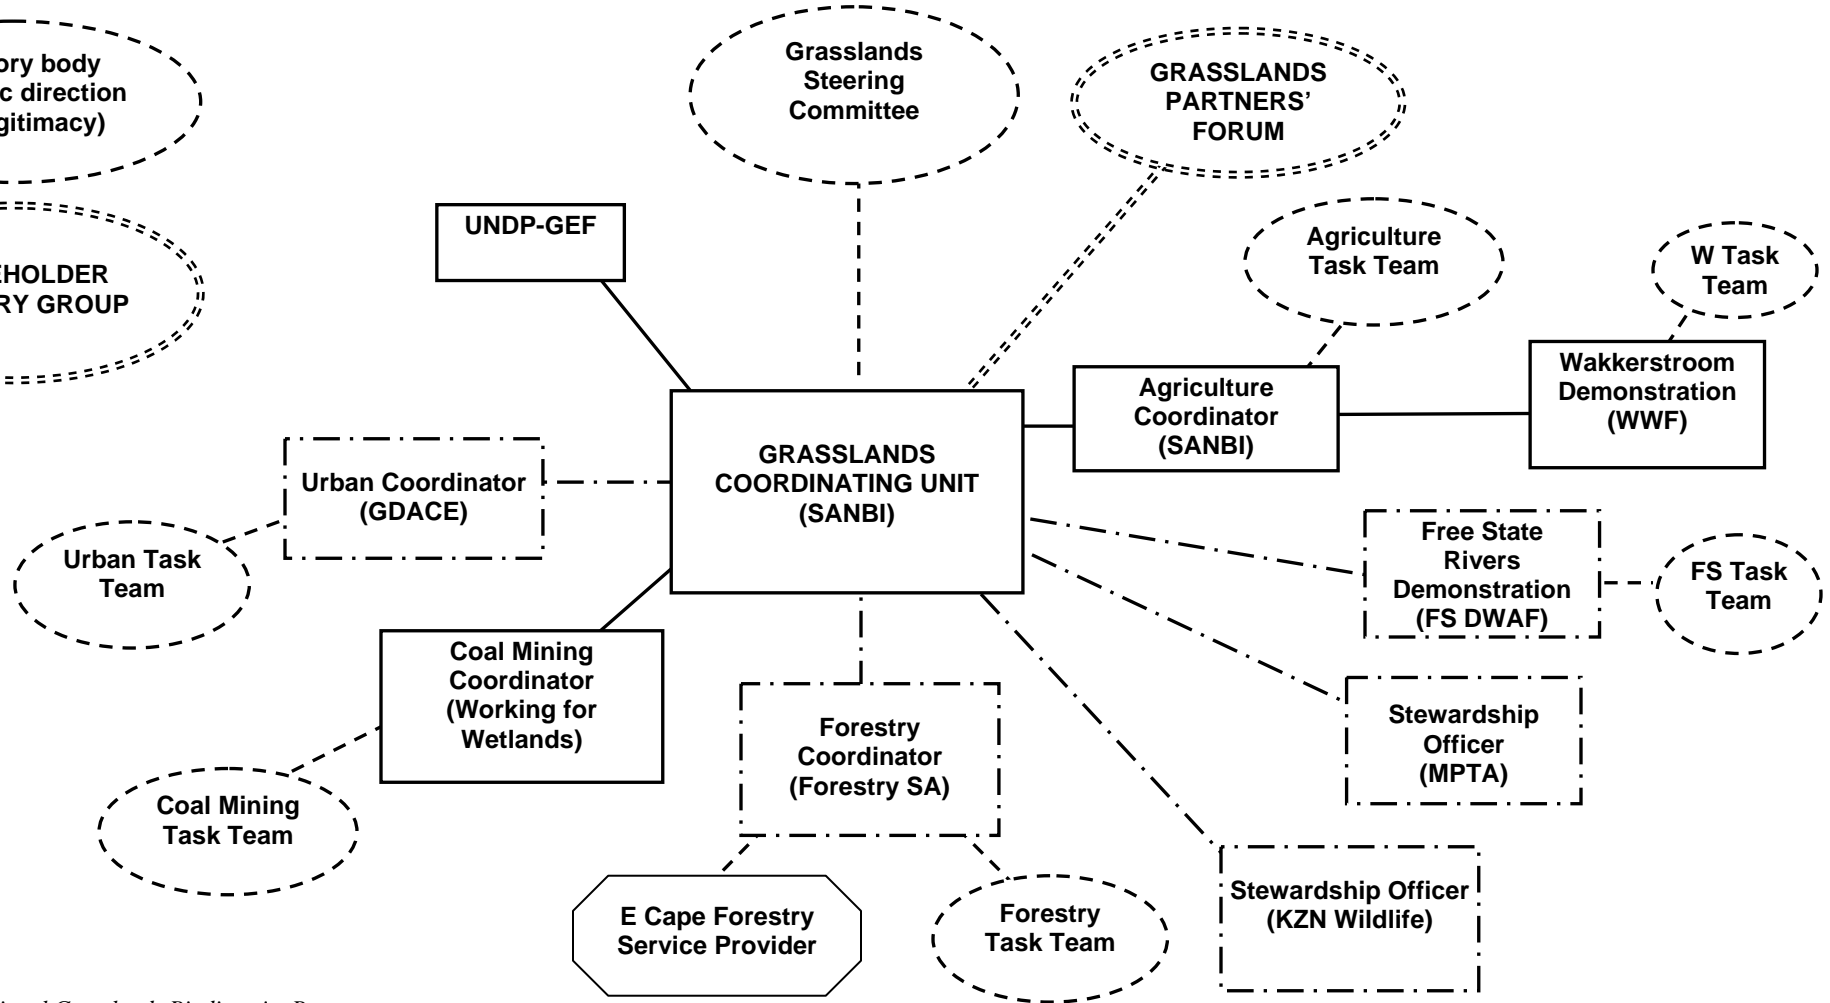 ory body
c direction
gitimacy)
EHOLDER
RY GROUP
Grasslands
Steering
Committee
GRASSLANDS
PARTNERS’
FORUM
UNDP-GEF
Agriculture
Task Team
W Task
Team
Agriculture
Coordinator
(SANBI)
Wakkerstroom
Demonstration
(WWF)
GRASSLANDS
COORDINATING UNIT
(SANBI)
Urban Coordinator
(GDACE)
Urban Task
Team
Free State
Rivers
Demonstration
(FS DWAF)
FS Task
Team
Coal Mining
Coordinator
(Working for
Wetlands)
Forestry
Coordinator
(Forestry SA)
Stewardship
Officer
(MPTA)
Coal Mining
Task Team
E Cape Forestry
Service Provider
Forestry
Task Team
Stewardship Officer
(KZN Wildlife)